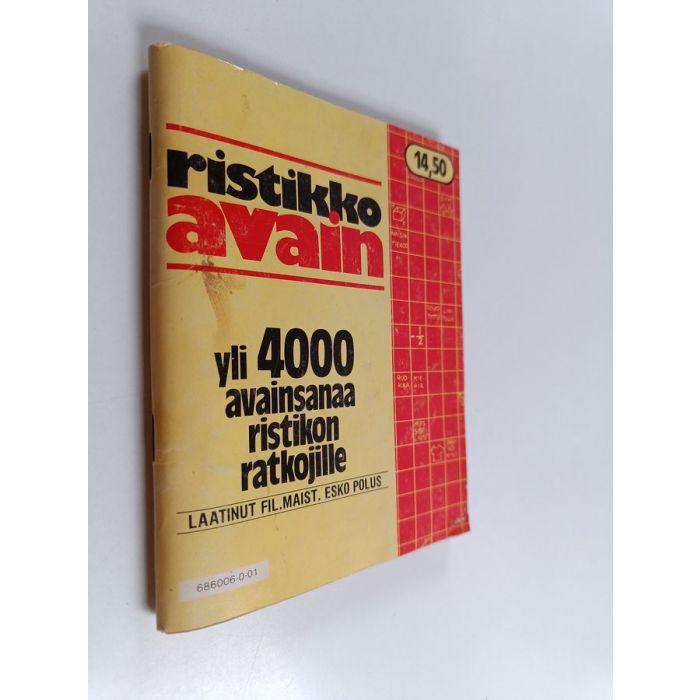 ristikko
avain
14,50
yli 4000
avainsanaa
ristikon
ratkojille
LAATINUT FIL.MAIST. ESKO POLUS
686006-0-01